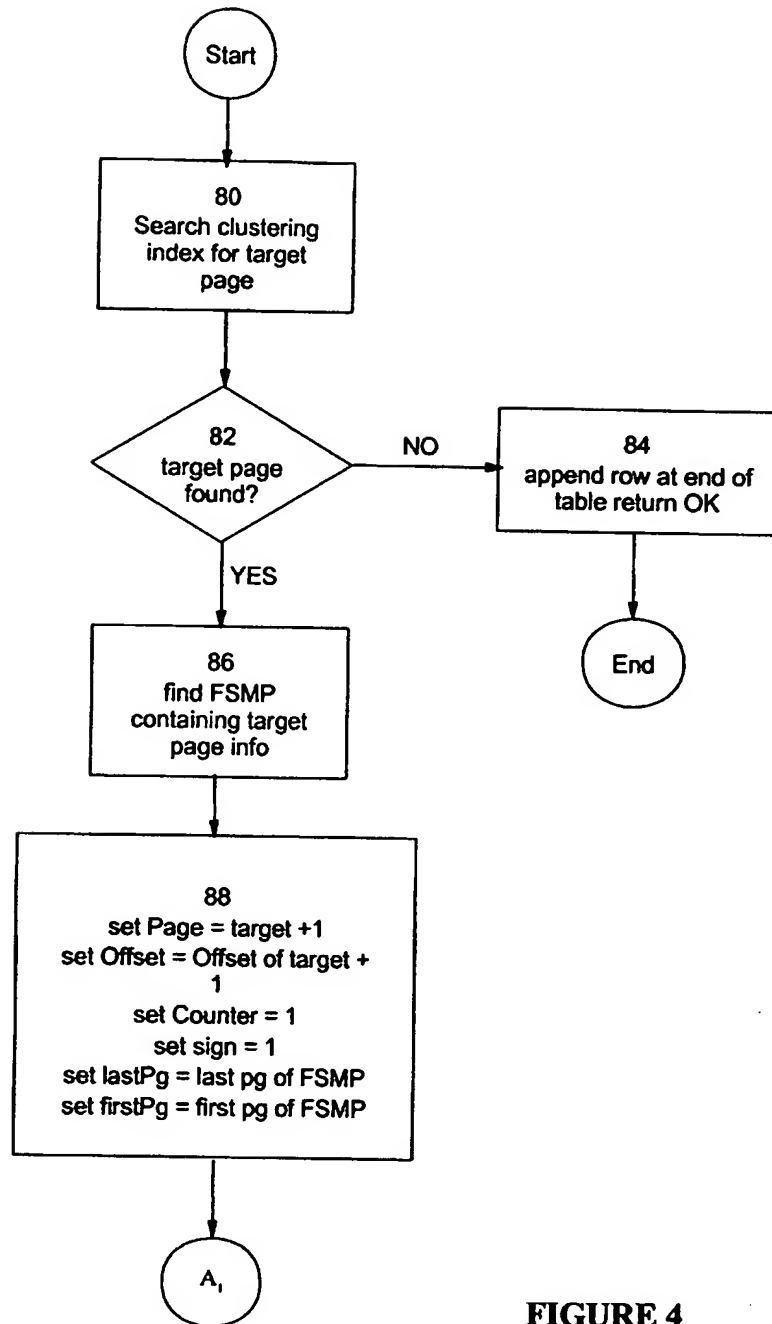 Start
80
Search clustering
index for target
page
82
target page
found?
NO
84
append row at end of
table return OK
YES
End
86
find FSMP
containing target
page info
88
set Page = target +1
set Offset = Offset of target +
1
set Counter = 1
set sign = 1
set lastPg = last pg of FSMP
set firstPg = first pg of FSMP
A₁
FIGURE 4